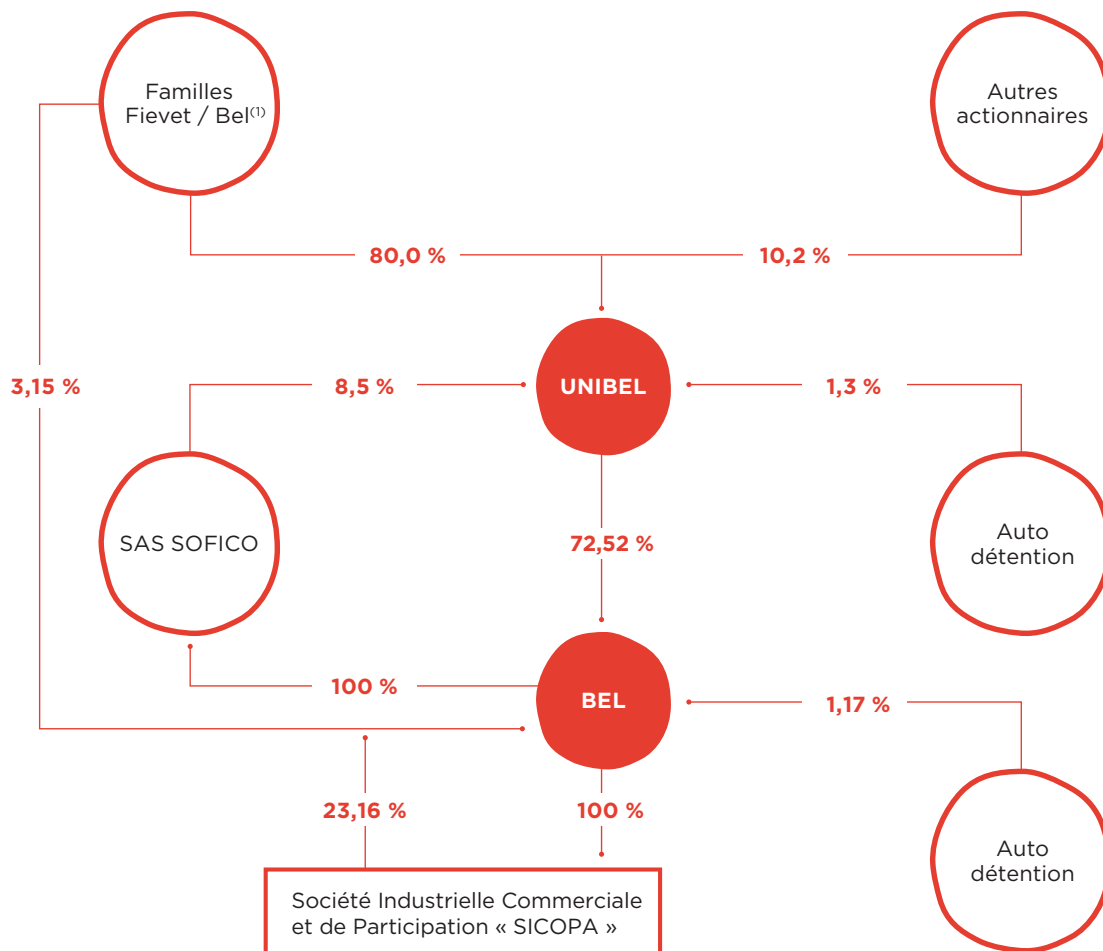 Familles
Fievet / Bel(1)
Autres
actionnaires
80,0 %
10,2 %
3,15 %
8,5 %
UNIBEL
1,3 %
SAS SOFICO
72,52 %
Auto
détention
100 %
BEL
1,17 %
23,16 %
100 %
Auto
détention
Société Industrielle Commerciale
et de Participation « SICOPA »